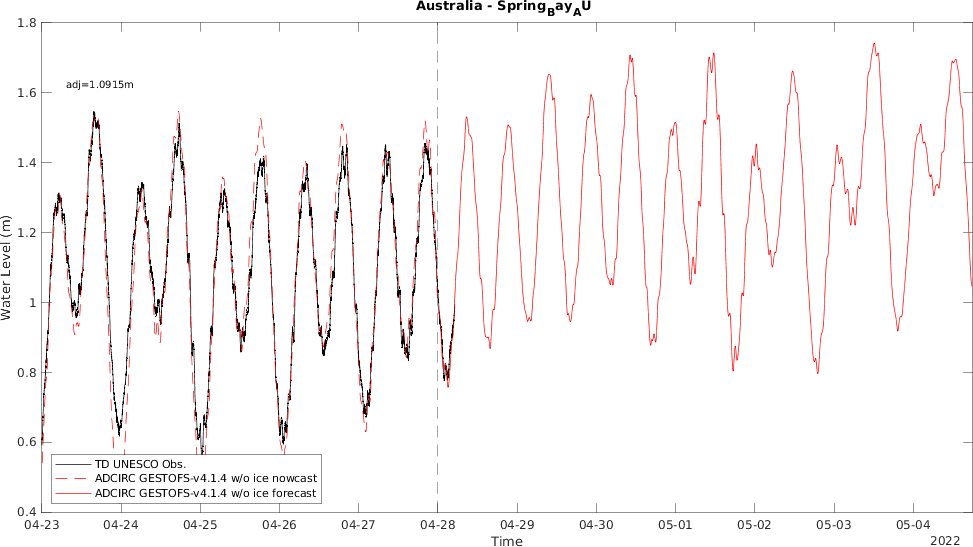 Australia - SpringBayAU
1.8
1.6
1.4
1.2
1
0.8
0.6
0.4
Water Level (m)
adj=1.0915m
TD UNESCO Obs.
ADCIRC GESTOFS-v4.1.4 w/o ice nowcast
ADCIRC GESTOFS-v4.1.4 w/o ice forecast
04-23 04-24 04-25 04-26 04-27 04-28 04-29 04-30 05-01 05-02 05-03 05-04
Time
2022